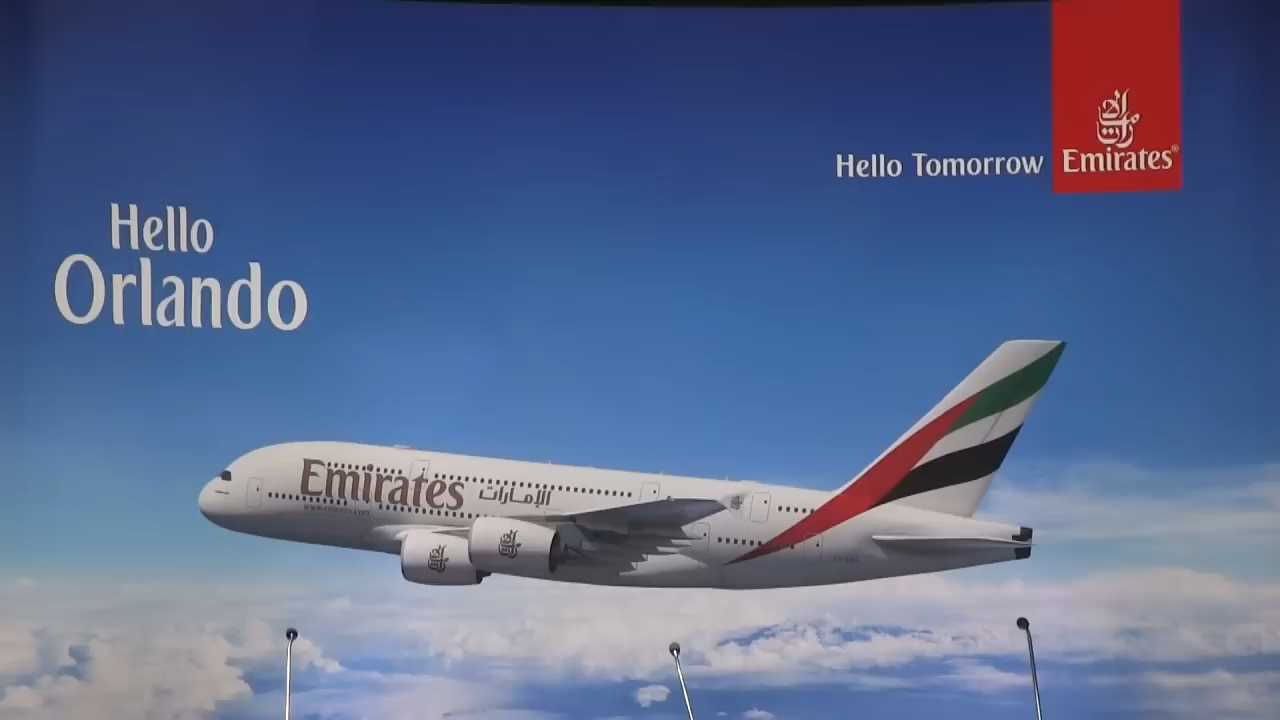 Hello Tomorrow
Emirates®
Hello
Orlando
Emirates الإمارات